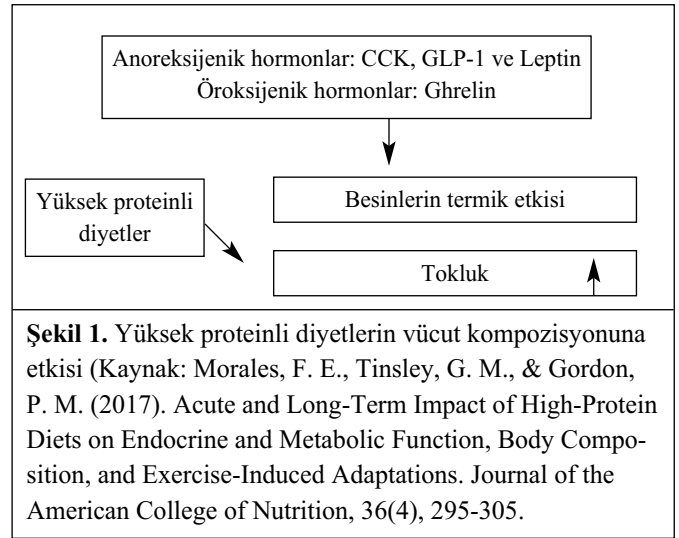 Anoreksijenik hormonlar: CCK, GLP-1 ve Leptin
Öroksijenik hormonlar: Ghrelin
Yüksek proteinli
diyetler
Besinlerin termik etkisi
Tokluk
Şekil 1. Yüksek proteinli diyetlerin vücut kompozisyonuna
etkisi (Kaynak: Morales, F. E., Tinsley, G. M., & Gordon,
P. M. (2017). Acute and Long-Term Impact of High-Protein
Diets on Endocrine and Metabolic Function, Body Compo-
sition, and Exercise-Induced Adaptations. Journal of the
American College of Nutrition, 36(4), 295-305.